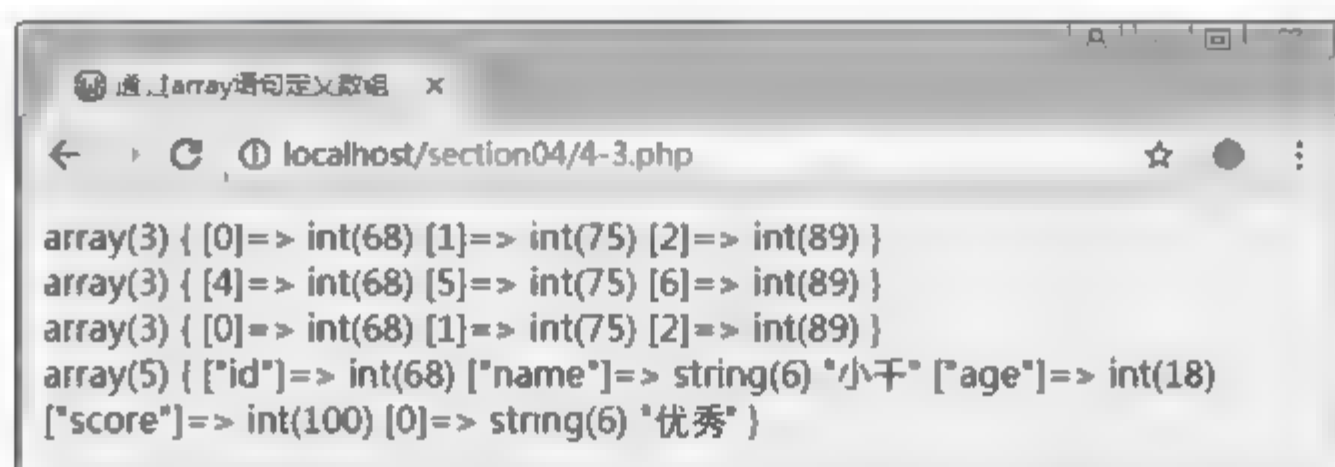 通过array语句定义数组 ×
localhost/section04/4-3.php
array(3) { [0]=> int(68) [1]=> int(75) [2]=> int(89) }
array(3) { [4]=> int(68) [5]=> int(75) [6]=> int(89) }
array(3) { [0]=> int(68) [1]=> int(75) [2]=> int(89) }
array(5) { ["id"]=> int(68) ["name"]=> string(6) "小千" ["age"]=> int(18)
["score"]=> int(100) [0]=> string(6) "优秀" }